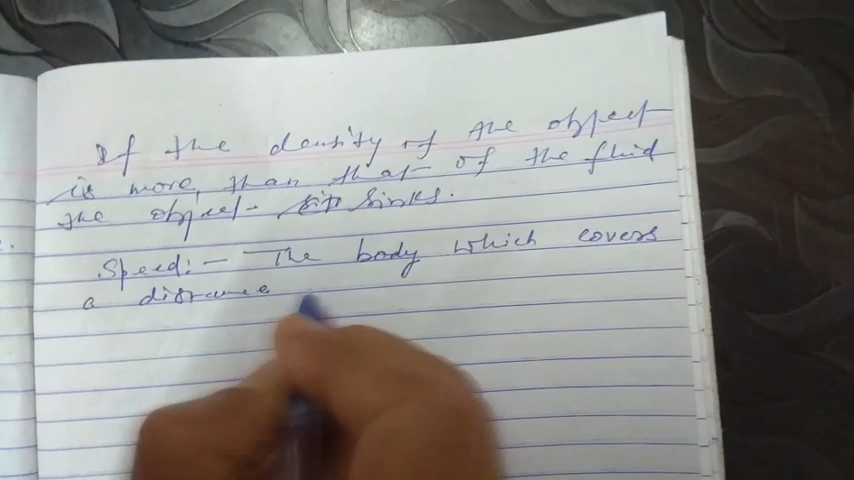 If the density of the object
is more, than that of the fluid
the object sinks.
Speed:- The body which covers
a distance